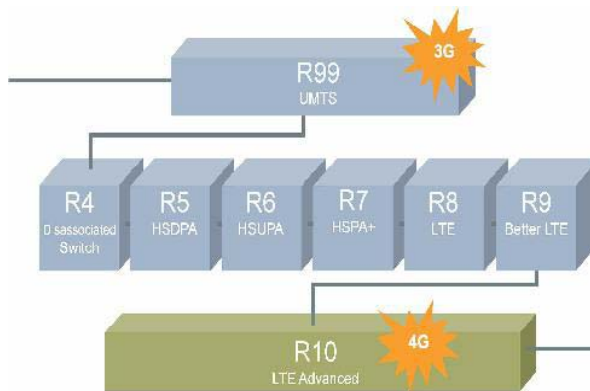 3G
R99
UMTS
R4
Disassociated
Switch
R5
HSDPA
R6
HSUPA
R7
HSPA+
R8
LTE
R9
Better LTE
R10
4G
LTE Advanced